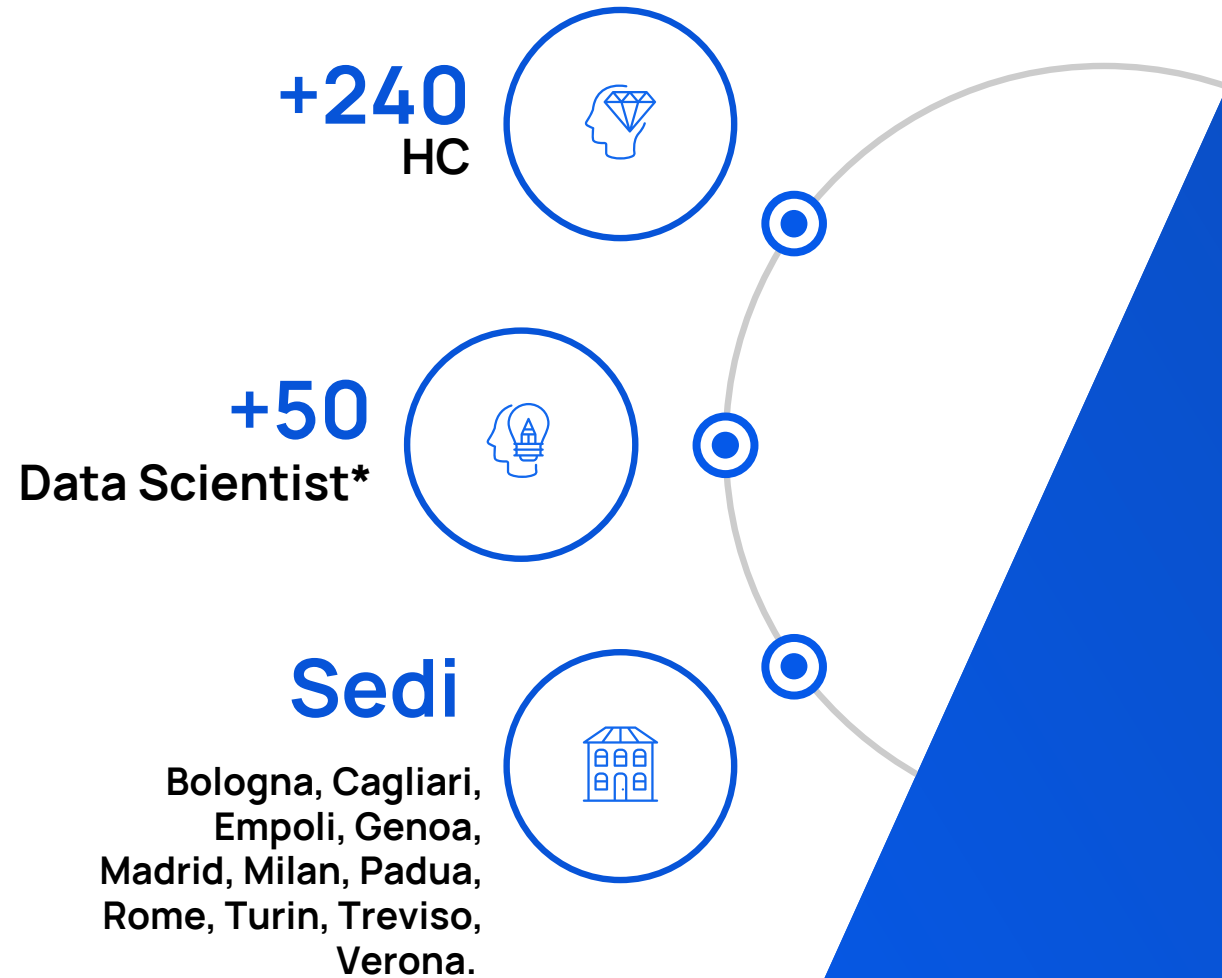 +240
HC
+50
Data Scientist*
Sedi
Bologna, Cagliari,
Empoli, Genoa,
Madrid, Milan, Padua,
Rome, Turin, Treviso,
Verona.